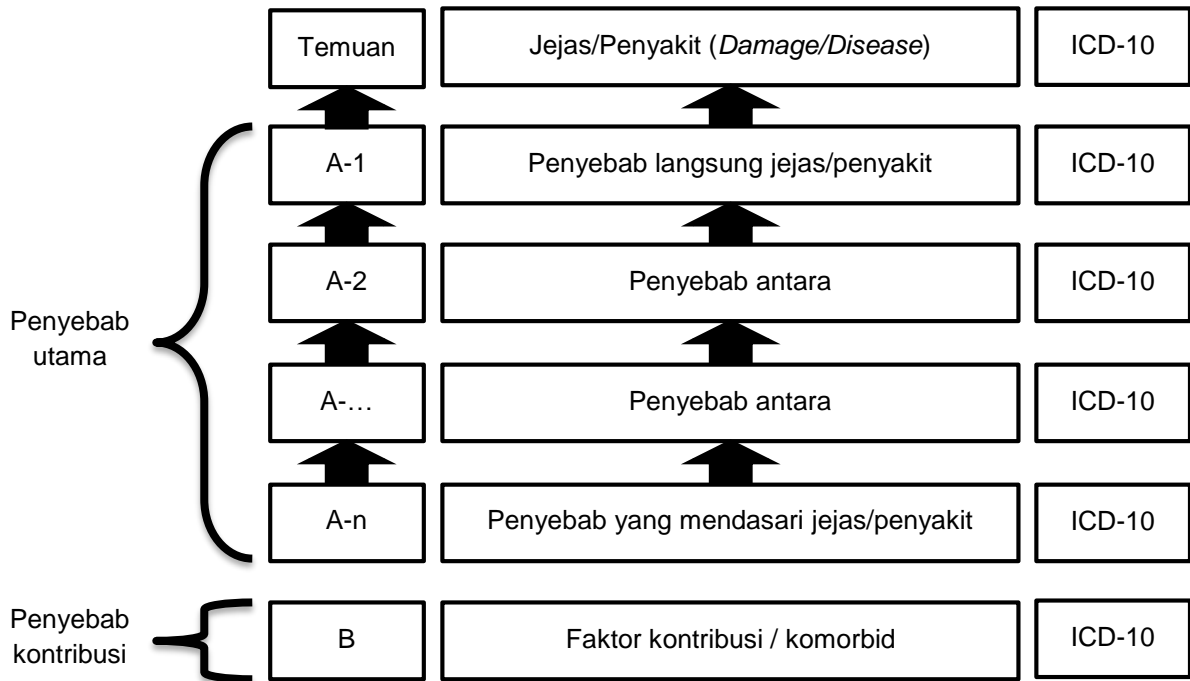 Temuan
Jejas/Penyakit (Damage/Disease)
ICD-10
A-1
Penyebab langsung jejas/penyakit
ICD-10
A-2
Penyebab antara
ICD-10
Penyebab
utama
A-…
Penyebab antara
ICD-10
A-n
Penyebab yang mendasari jejas/penyakit
ICD-10
Penyebab
kontribusi
B
Faktor kontribusi / komorbid
ICD-10